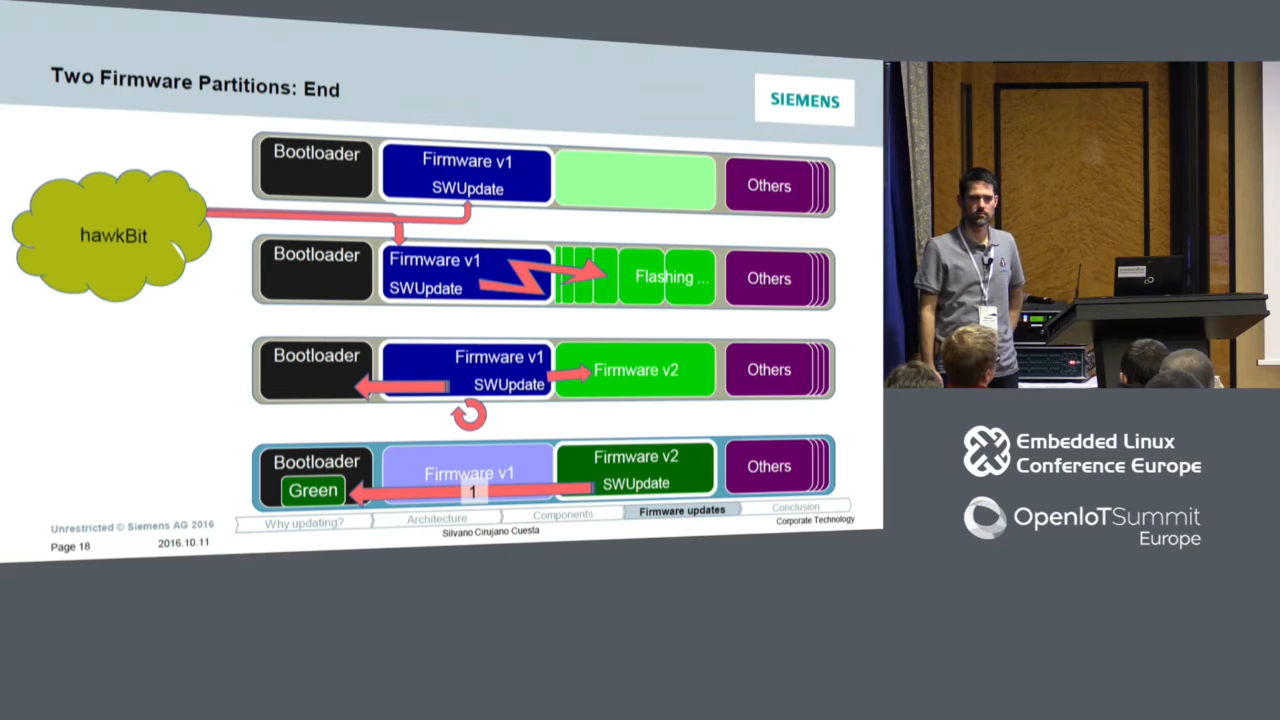 Two Firmware Partitions: End
SIEMENS
hawkBit
Bootloader
Firmware v1
SWUpdate
Others
Bootloader
Firmware v1
SWUpdate
Flashing ...
Others
Bootloader
Firmware v1
SWUpdate
Firmware v2
Others
Bootloader
Green
Firmware v1
1
Firmware v2
SWUpdate
Others
Why updating?
Architecture
Components
Firmware updates
Conclusion
Unrestricted © Siemens AG 2016
Page 18
2016.10.11
Silvano Cirujano Cuesta
Corporate Technology
Embedded Linux
Conference Europe
OpenIoTSummit
Europe